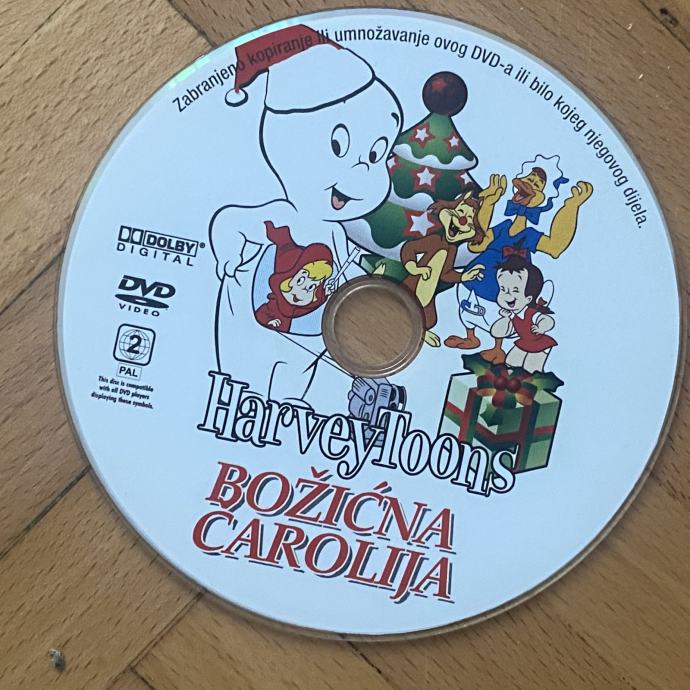 Zabranjeno kopiranje ili umnožavanje ovog DVD-a ili bilo kojeg njegovog dijela.
DOLBY®
DIGITAL
DVD
VIDEO
2
PAL
This disc is compatible
with all DVD players
displaying these symbols.
HarveyToons
BOŽIĆNA
ČAROLIJA